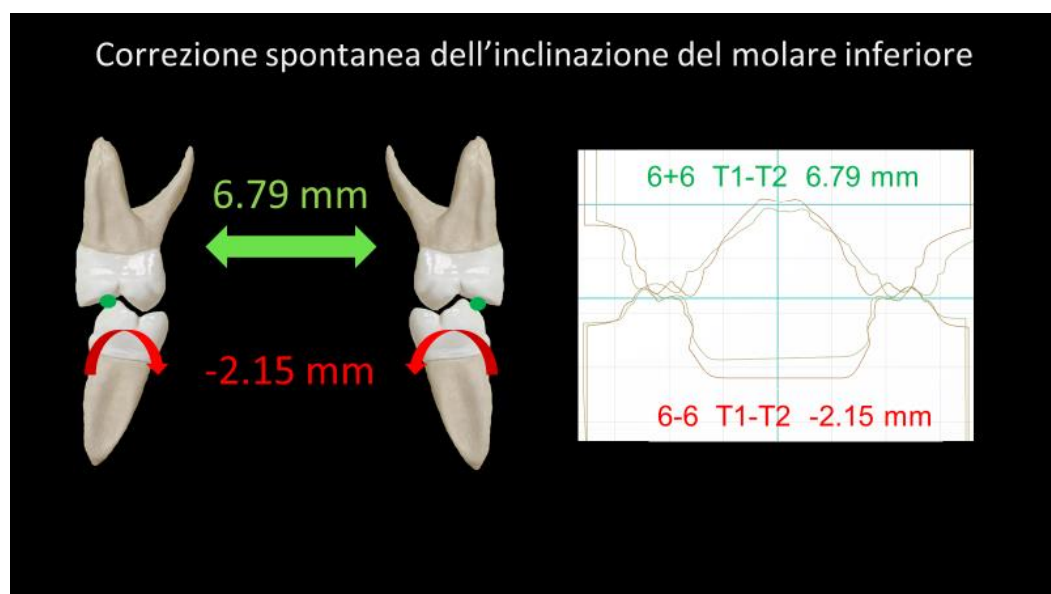 Correzione spontanea dell'inclinazione del molare inferiore
6.79 mm
-2.15 mm
6+6 T1-T2 6.79 mm
6-6 T1-T2 -2.15 mm